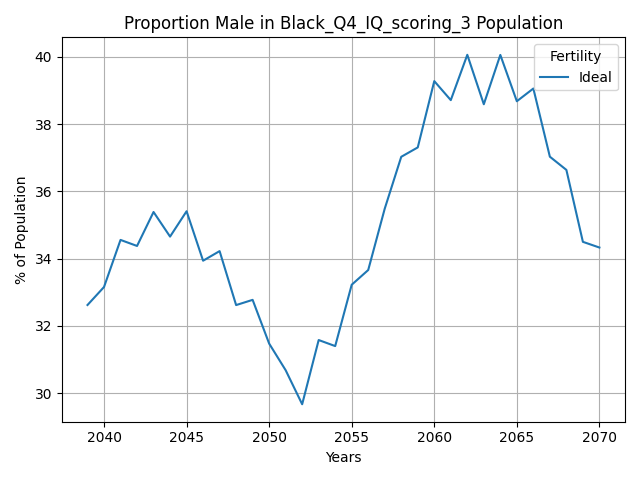 Proportion Male in Black_Q4_IQ_scoring_3 Population
Fertility
Ideal
% of Population
40
38
36
34
32
30
2040 2045 2050 2055 2060 2065 2070
Years